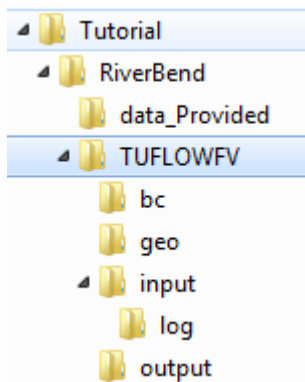 Tutorial
RiverBend
data_Provided
TUFLOWFV
bc
geo
input
log
output